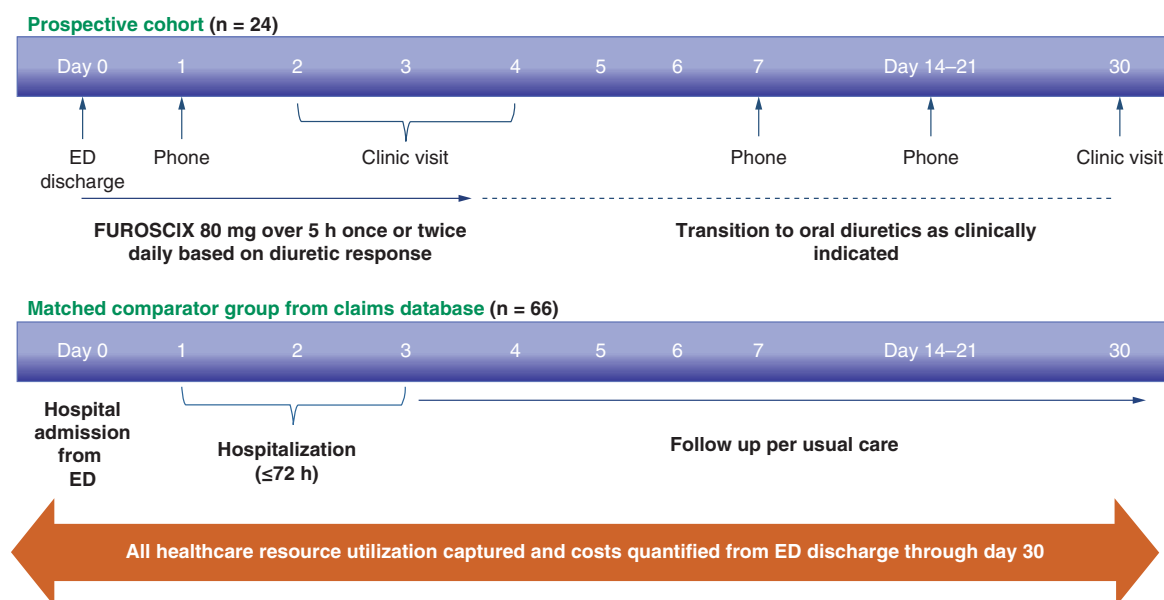 Prospective cohort (n = 24)
Day 0 1 2 3 4 5 6 7 Day 14–21 30
ED
discharge
Phone
Clinic visit
Phone
Phone
Clinic visit
FUROSCIX 80 mg over 5 h once or twice
daily based on diuretic response
Transition to oral diuretics as clinically
indicated
Matched comparator group from claims database (n = 66)
Day 0 1 2 3 4 5 6 7 Day 14–21 30
Hospital
admission
from
ED
Hospitalization
(≤72 h)
Follow up per usual care
All healthcare resource utilization captured and costs quantified from ED discharge through day 30